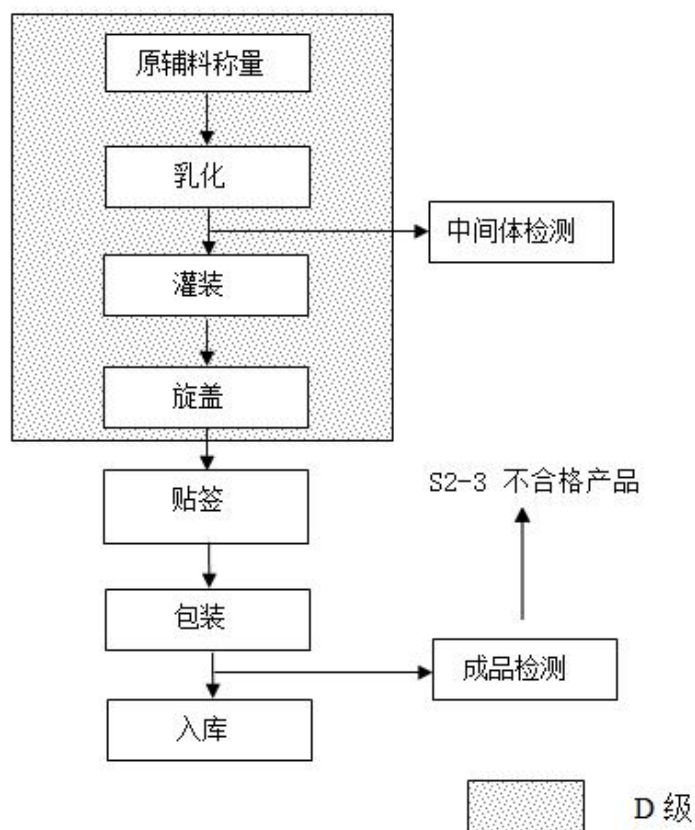 原辅料称量
乳化
中间体检测
灌装
旋盖
贴签
S2-3 不合格产品
包装
成品检测
入库
D 级